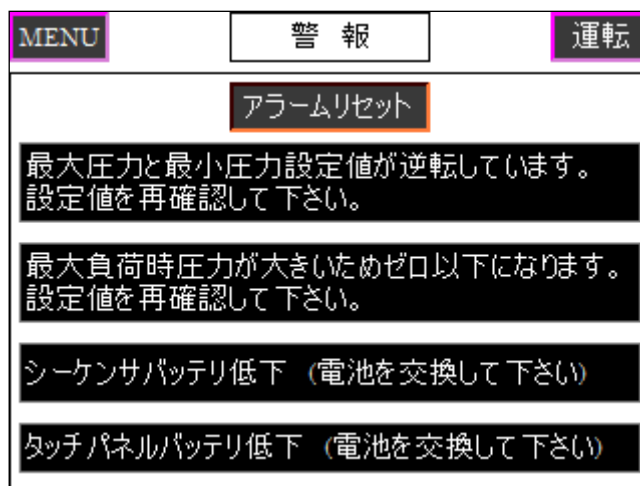 MENU 警 報 運転
アラームリセット
最大圧力と最小圧力設定値が逆転しています。
設定値を再確認して下さい。
最大負荷時圧力が大きいためゼロ以下になります。
設定値を再確認して下さい。
シーケンサバッテリ低下 (電池を交換して下さい)
タッチパネルバッテリ低下 (電池を交換して下さい)